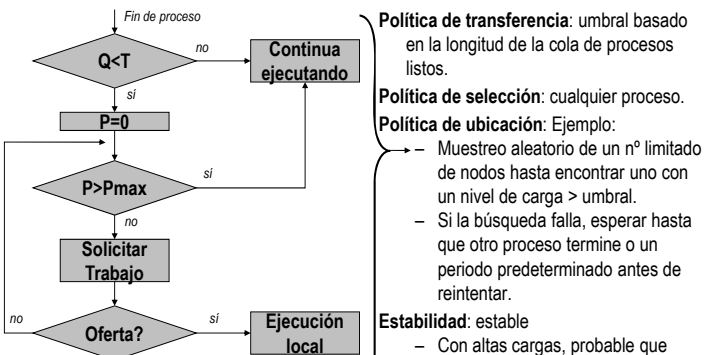 Fin de proceso
Q<T
no
Continua
ejecutando
sí
P=0
P>Pmax
sí
no
Solicitar
Trabajo
no
Oferta?
sí
Ejecución
local
Política de transferencia: umbral basado
en la longitud de la cola de procesos
listos.
Política de selección: cualquier proceso.
Política de ubicación: Ejemplo:
– Muestreo aleatorio de un nº limitado
de nodos hasta encontrar uno con
un nivel de carga > umbral.
– Si la búsqueda falla, esperar hasta
que otro proceso termine o un
periodo predeterminado antes de
reintentar.
Estabilidad: estable
– Con altas cargas, probable que